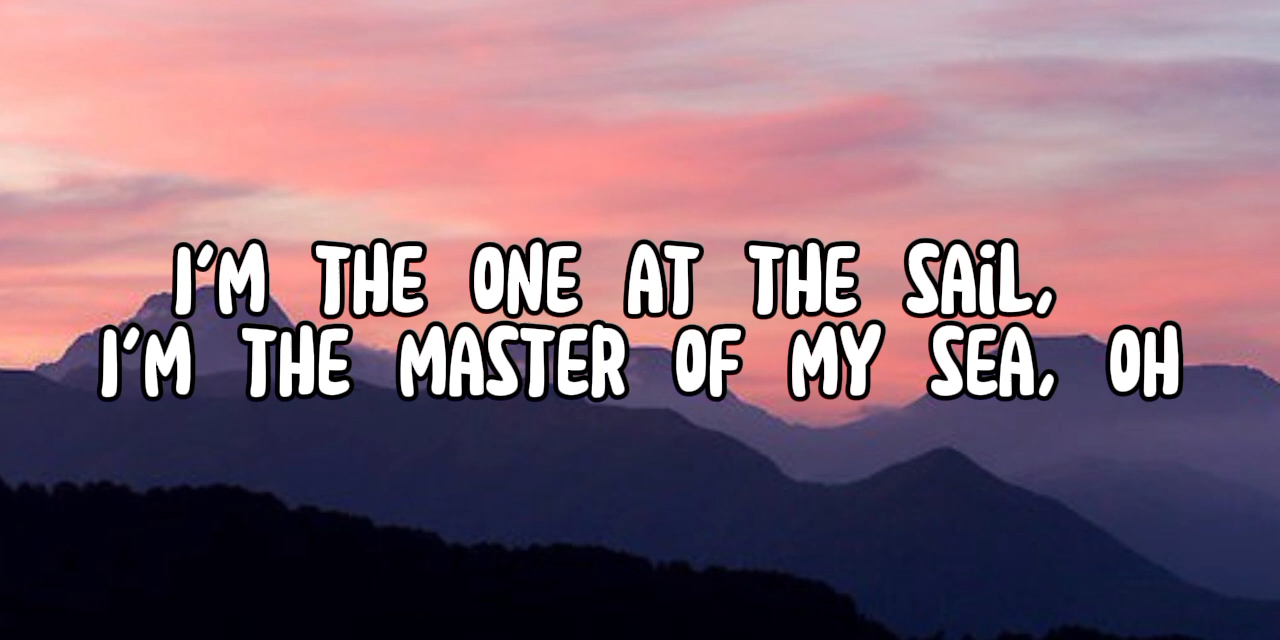 I'M THE ONE AT THE SAiL,
I'M THE MASTER OF MY SEA, OH